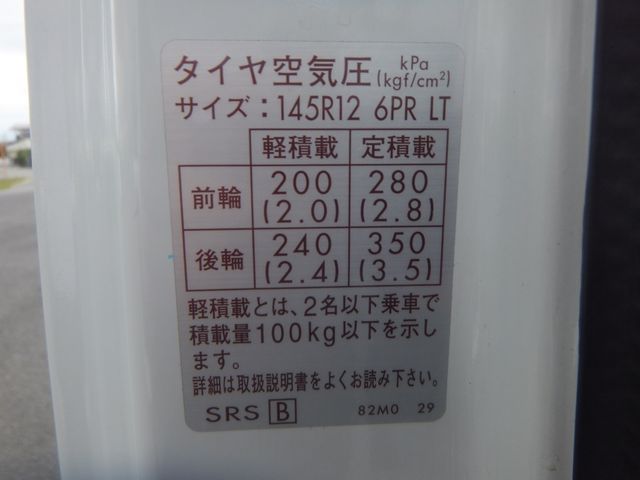 タイヤ空気圧 kPa (kgf/cm²)
サイズ：145R12 6PR LT
軽積載 定積載
前輪 200 (2.0) 280 (2.8)
後輪 240 (2.4) 350 (3.5)
軽積載とは、2名以下乗車で
積載量100kg以下を示し
ます。
詳細は取扱説明書をよくお読み下さい。
SRS B 82M0 29